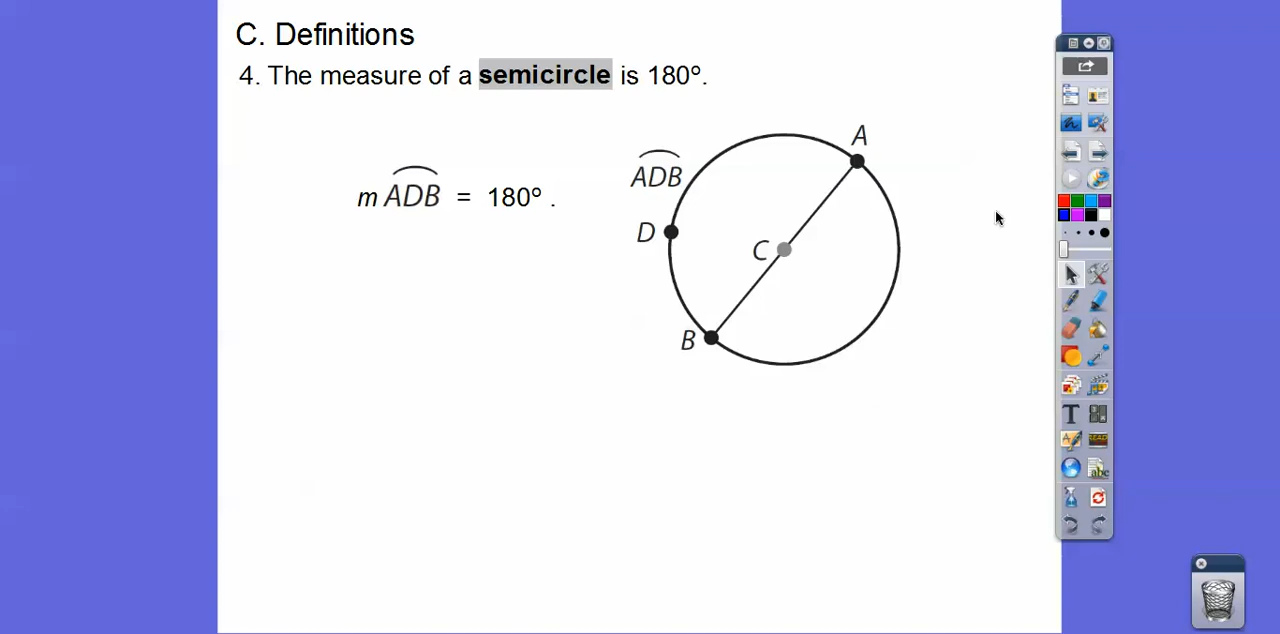 C. Definitions
4. The measure of a semicircle is 180°.
A
ADB
m ADB = 180° .
D
C
B